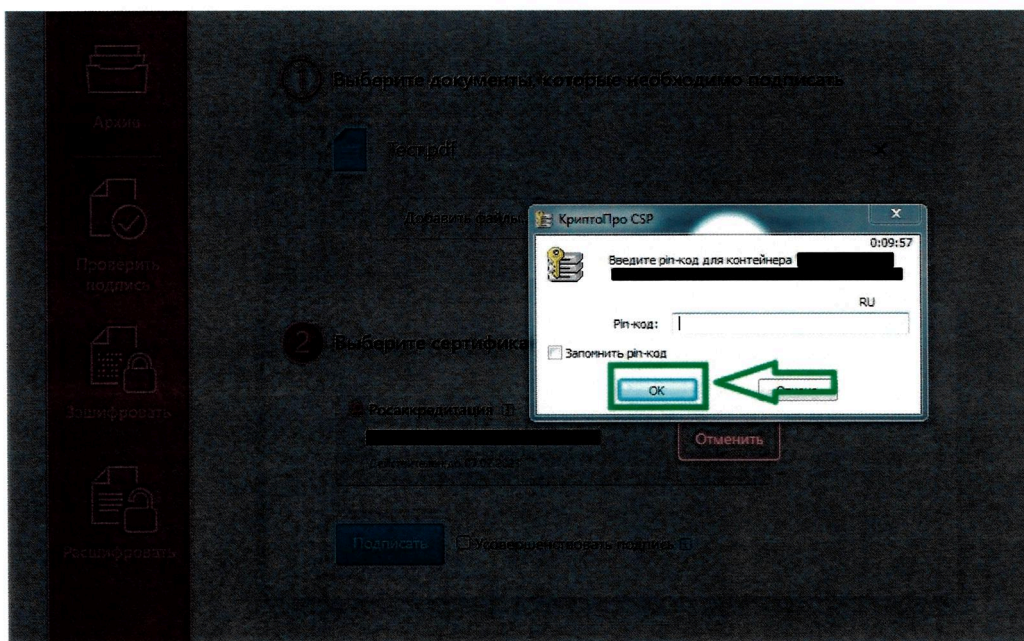 Архив
Проверить
подпись
Зашифровать
Расшифровать
1 Выберите документы, которые необходимо подписать
Тест.pdf
Добавить файлы
2 Выберите сертифика
Росаккредитация
Подписать
Усовершенствовать подпись
КриптоПро CSP
0:09:57
Введите pin-код для контейнера
RU
Pin-код:
Запомнить pin-код
OK
Отменить